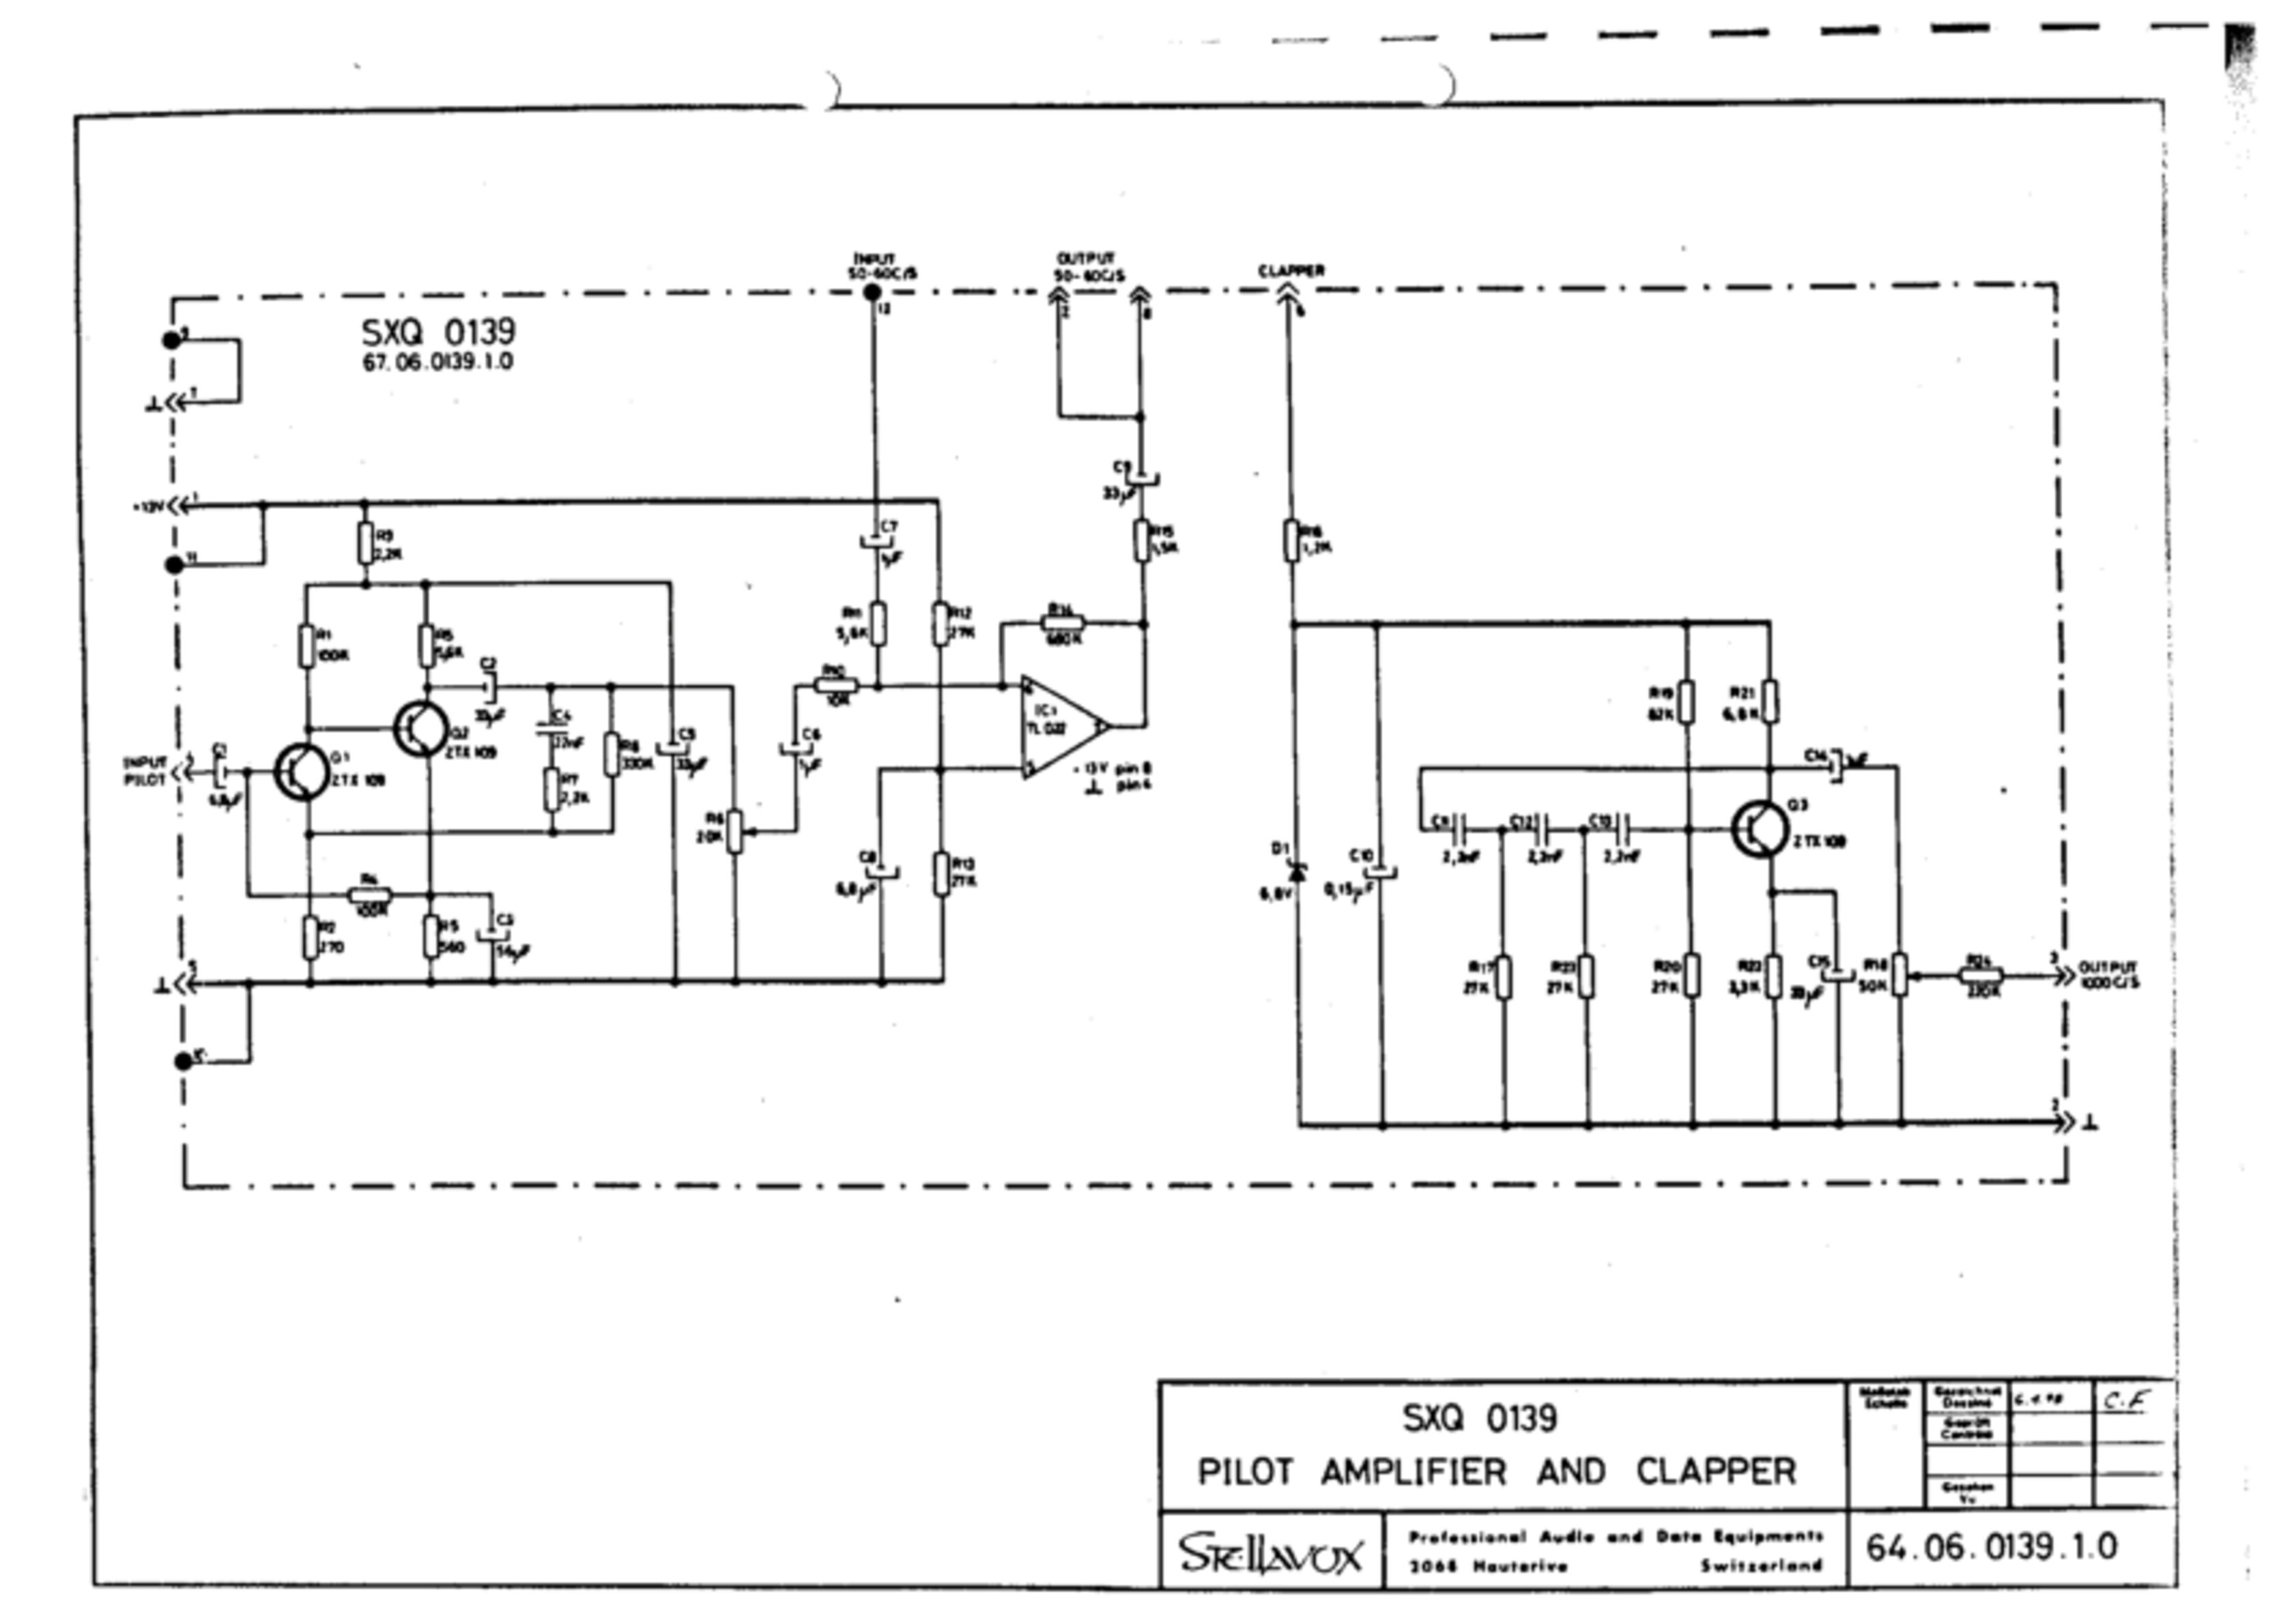 INPUT
50-60C/S
OUTPUT
50-60C/S
CLAPPER
12
8
6
SXQ 0139
67.06.0139.1.0
7
1
11
C9
33µF
R3
2,2K
C7
1µF
R15
1,5K
R16
1,2K
R1
100K
R5
5,6K
C2
33µF
R11
5,6K
R12
27K
R14
680K
R10
10K
6
IC1
TL 022
7
5
+13V pin 8
⊥ pin 4
Q1
ZTX 109
Q2
ZTX 109
C4
22nF
R7
2,2K
R8
330K
C5
33µF
C6
1µF
INPUT
PILOT
C1
6,8µF
R6
20K
R4
100K
R2
270
R5
560
C3
56µF
C8
6,8µF
R13
27K
R19
82K
R21
6,8K
C14
1µF
C11
2,2nF
C12
2,2nF
C13
2,2nF
Q3
ZTX 109
D1
6,8V
C10
0,15µF
R17
27K
R23
27K
R20
27K
R22
3,3K
C15
33µF
R18
50K
R24
220K
3
OUTPUT
1000C/S
2
SXQ 0139
PILOT AMPLIFIER AND CLAPPER
Maßstab
Echelle
Gezeichnet
Dessiné
C.F
Geprüft
Contrôlé
Gesehen
Vu
STELLAVOX
Professional Audio and Data Equipments
2068 Hauterive Switzerland
64.06.0139.1.0